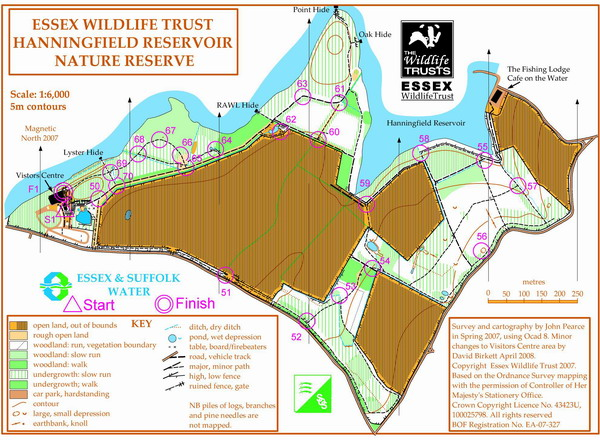 ESSEX WILDLIFE TRUST
HANNINGFIELD RESERVOIR
NATURE RESERVE
Scale: 1:6,000
5m contours
Magnetic
North 2007
Point Hide
Oak Hide
THE
Wildlife
TRUSTS
ESSEX
WildlifeTrust
The Fishing Lodge
Cafe on the Water
RAWL Hide
Hanningfield Reservoir
Lyster Hide
Vistors Centre
63
61
62
60
67
68
66
64
65
69
70
50
F1
S1
58
55
57
59
56
54
53
51
52
ESSEX & SUFFOLK
WATER
Start
Finish
metres
0 50 100 150 200 250
KEY
open land, out of bounds
rough open land
woodland: run, vegetation boundary
woodland: slow run
woodland: walk
undergrowth: slow run
undergrowth; walk
car park, hardstanding
contour
large, small depression
earthbank, knoll
ditch, dry ditch
pond, wet depression
table, board/firebeaters
road, vehicle track
major, minor path
high, low fence
ruined fence, gate
NB piles of logs, branches
and pine needles are
not mapped.
Survey and cartography by John Pearce
in Spring 2007, using Ocad 8. Minor
changes to Visitors Centre area by
David Birkett April 2008.
Copyright Essex Wildlife Trust 2007.
Based on the Ordnance Survey mapping
with the permission of Controller of Her
Majesty's Stationery Office.
Crown Copyright Licence No. 43423U,
100025798. All rights reserved
BOF Registration No. EA-07-327